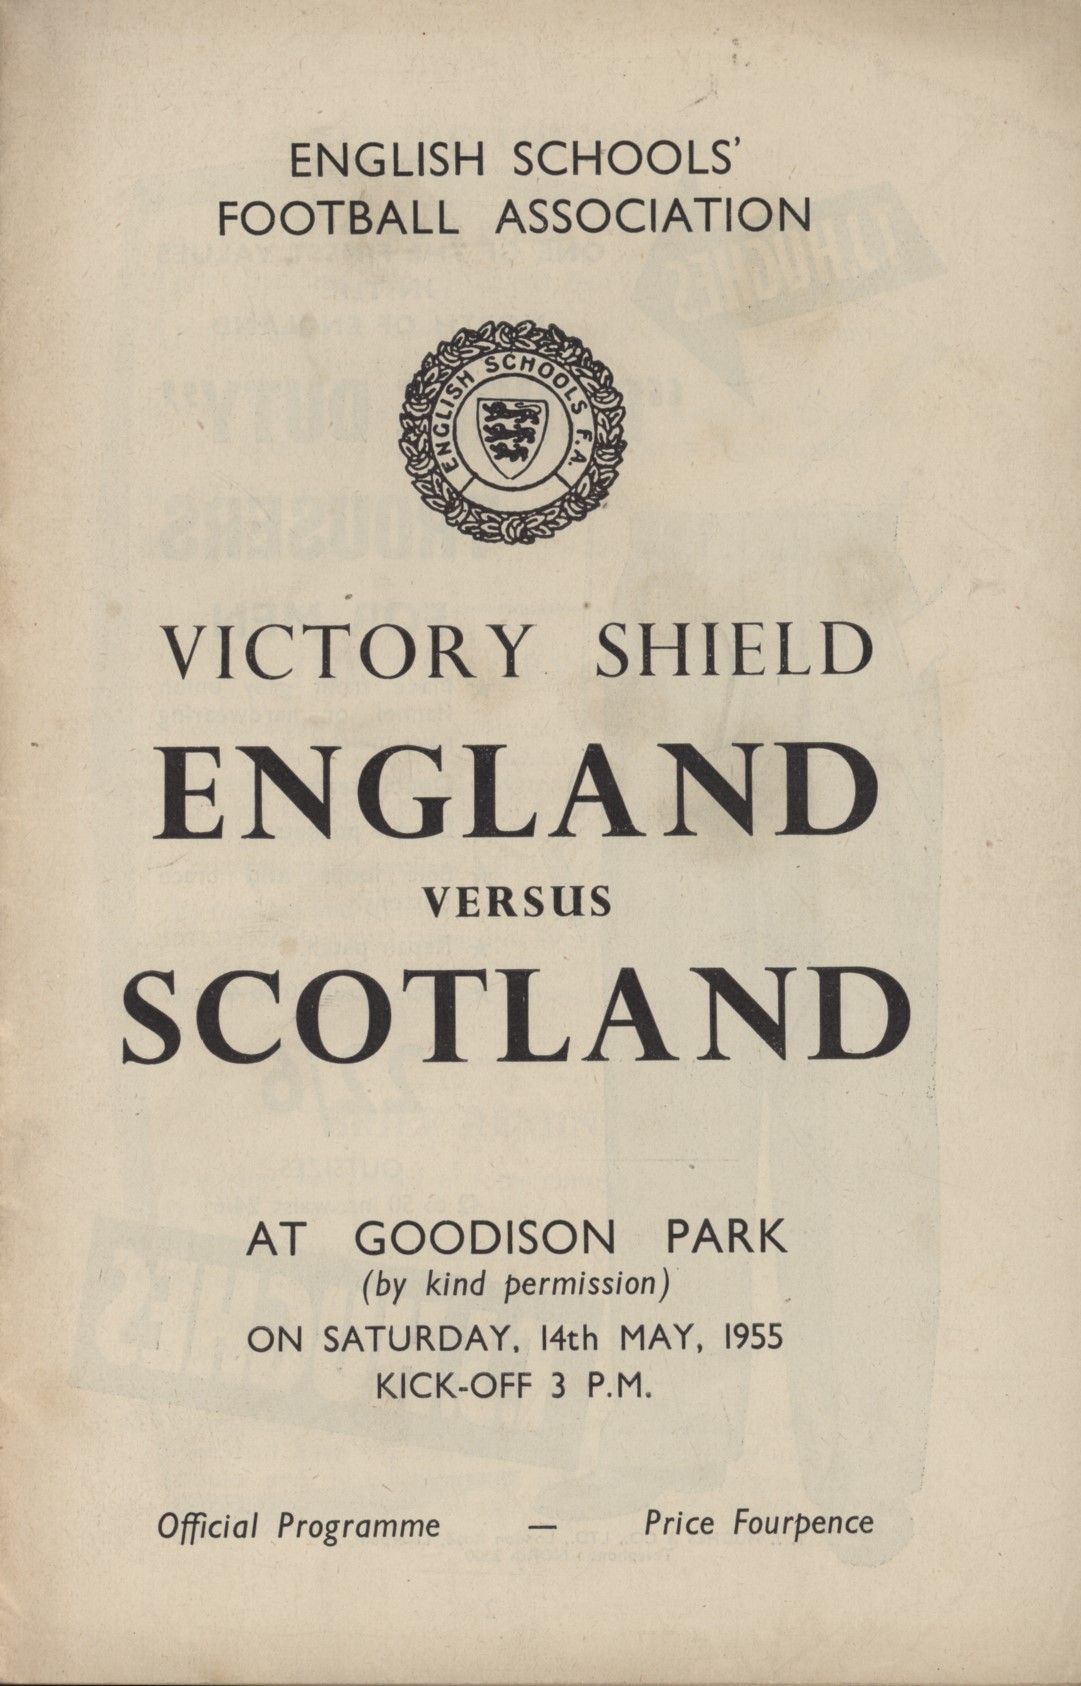 ENGLISH SCHOOLS'
FOOTBALL ASSOCIATION
ENGLISH SCHOOLS F.A.
VICTORY SHIELD
ENGLAND
VERSUS
SCOTLAND
AT GOODISON PARK
(by kind permission)
ON SATURDAY, 14th MAY, 1955
KICK-OFF 3 P.M.
Official Programme — Price Fourpence